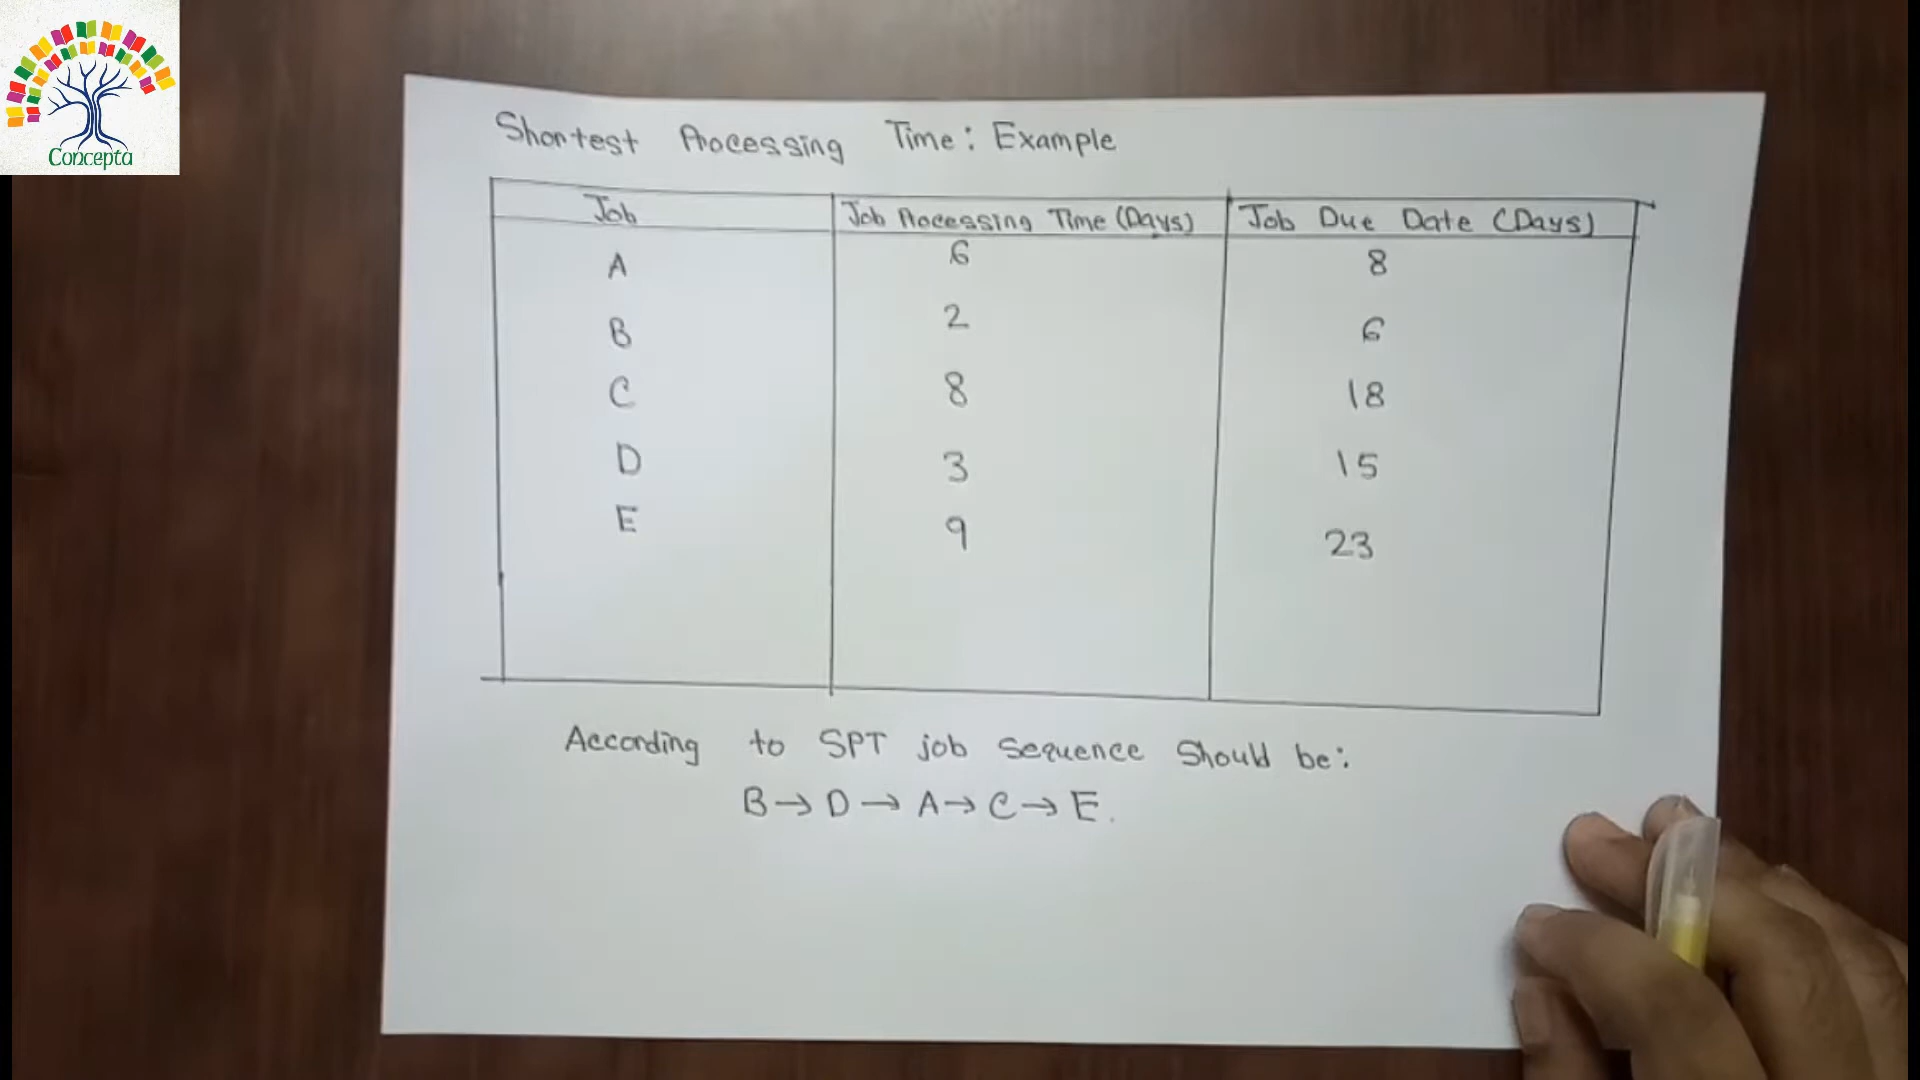 Concepta
Shortest Processing Time: Example
Job Job Processing Time (Days) Job Due Date (Days)
A 6 8
B 2 6
C 8 18
D 3 15
E 9 23
According to SPT job sequence should be:
B → D → A → C → E.